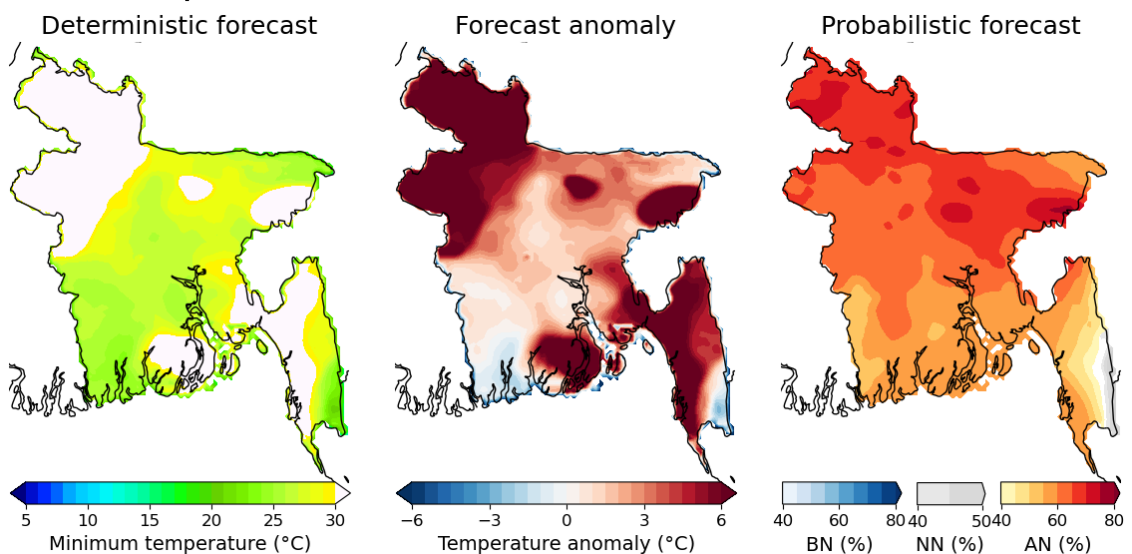 Deterministic forecast
Forecast anomaly
Probabilistic forecast
5 10 15 20 25 30
Minimum temperature (°C)
−6 −3 0 3 6
Temperature anomaly (°C)
40 60 80
BN (%)
40 50
NN (%)
40 60 80
AN (%)